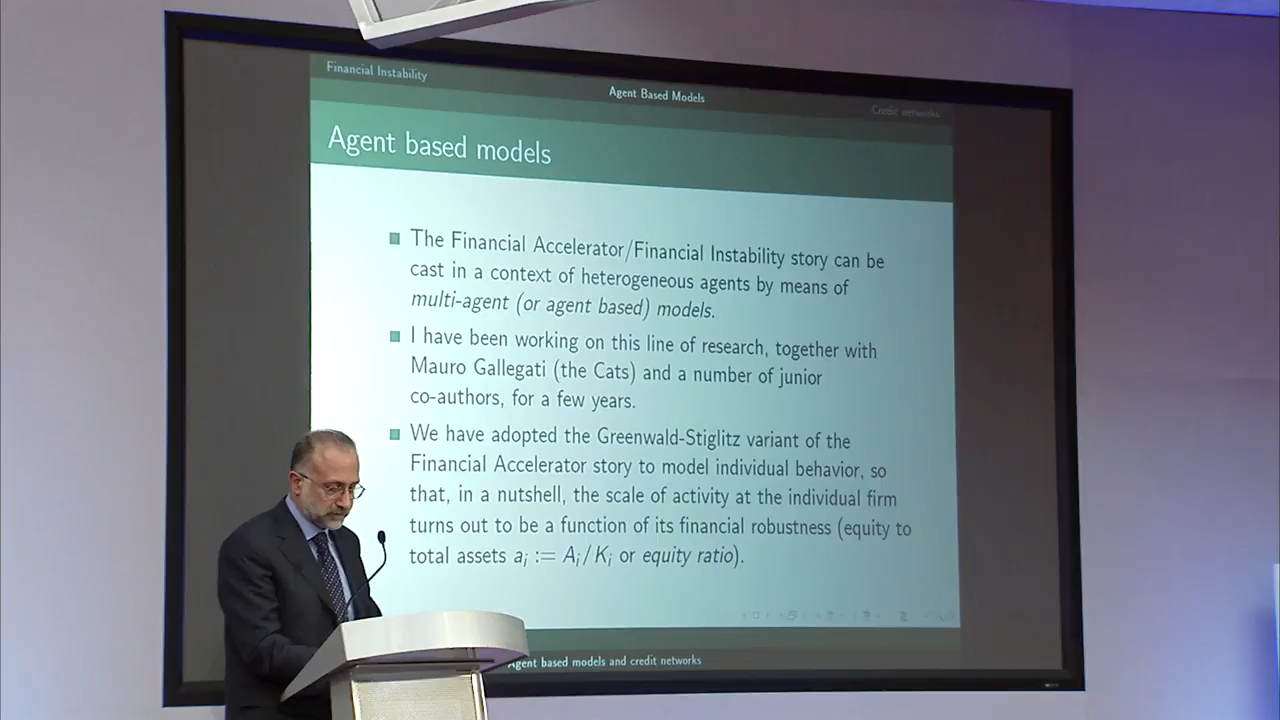 Financial Instability
Agent Based Models
Credit networks
Agent based models
The Financial Accelerator/Financial Instability story can be
cast in a context of heterogeneous agents by means of
multi-agent (or agent based) models.
I have been working on this line of research, together with
Mauro Gallegati (the Cats) and a number of junior
co-authors, for a few years.
We have adopted the Greenwald-Stiglitz variant of the
Financial Accelerator story to model individual behavior, so
that, in a nutshell, the scale of activity at the individual firm
turns out to be a function of its financial robustness (equity to
total assets aᵢ := Aᵢ/Kᵢ or equity ratio).
Agent based models and credit networks